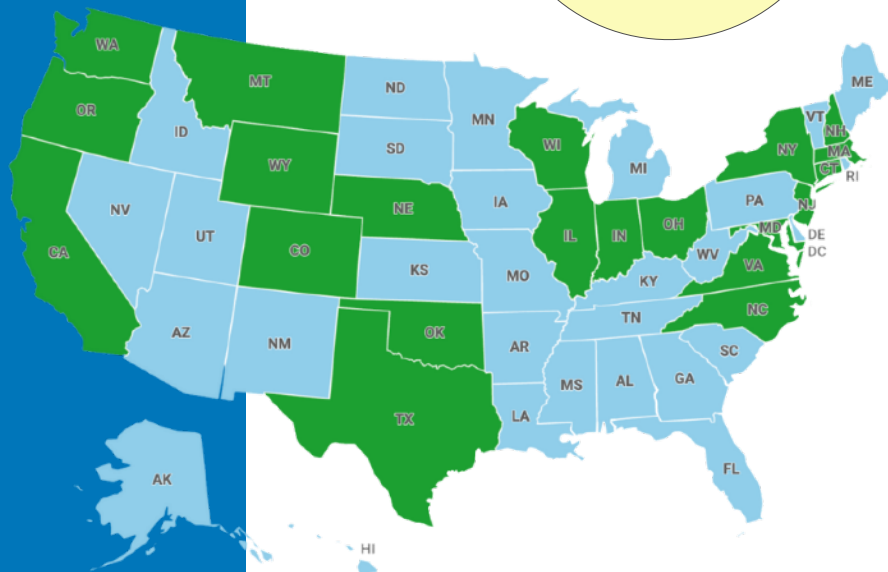 WA
MT
ND
MN
ME
OR
ID
VT
NH
WI
SD
NY
MA
WY
MI
CT
RI
IA
PA
NE
NJ
NV
OH
UT
IL
IN
MD
DE
CO
WV
DC
CA
KS
MO
KY
VA
NC
TN
OK
AZ
NM
AR
SC
MS
AL
GA
TX
LA
FL
AK
HI